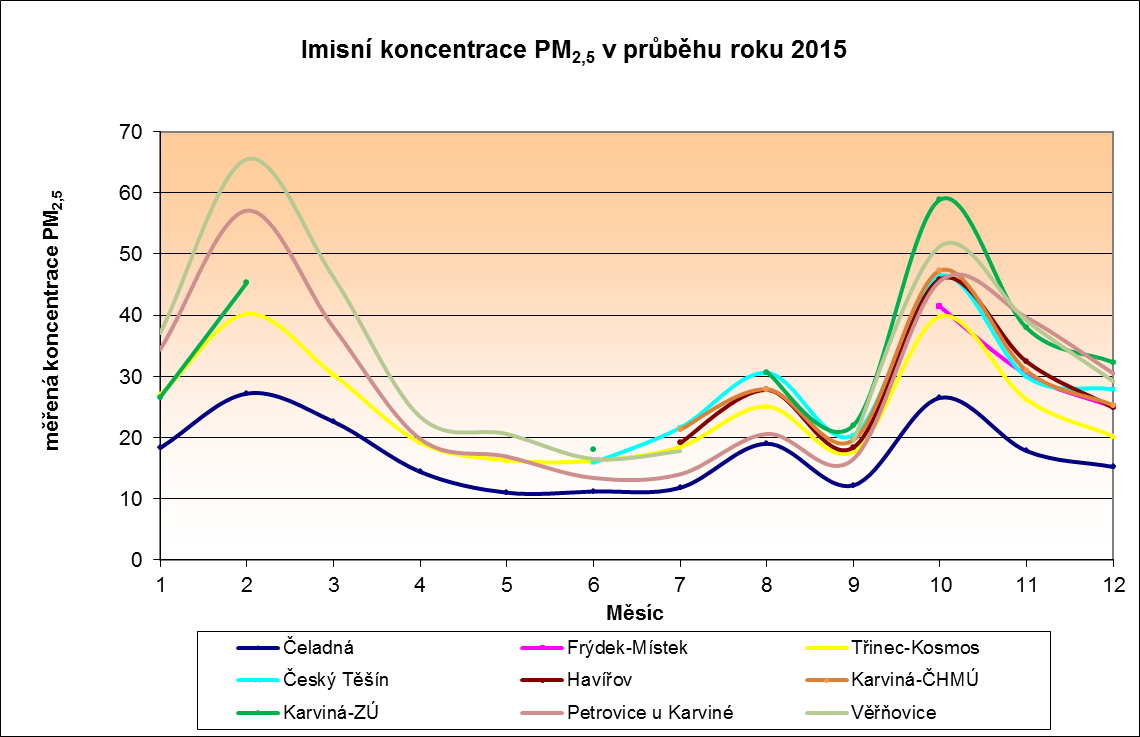 Imisní koncentrace PM2,5 v průběhu roku 2015
měřená koncentrace PM2,5
70
60
50
40
30
20
10
0
1 2 3 4 5 6 7 8 9 10 11 12
Měsíc
Čeladná Frýdek-Místek Třinec-Kosmos
Český Těšín Havířov Karviná-ČHMÚ
Karviná-ZÚ Petrovice u Karviné Věřňovice